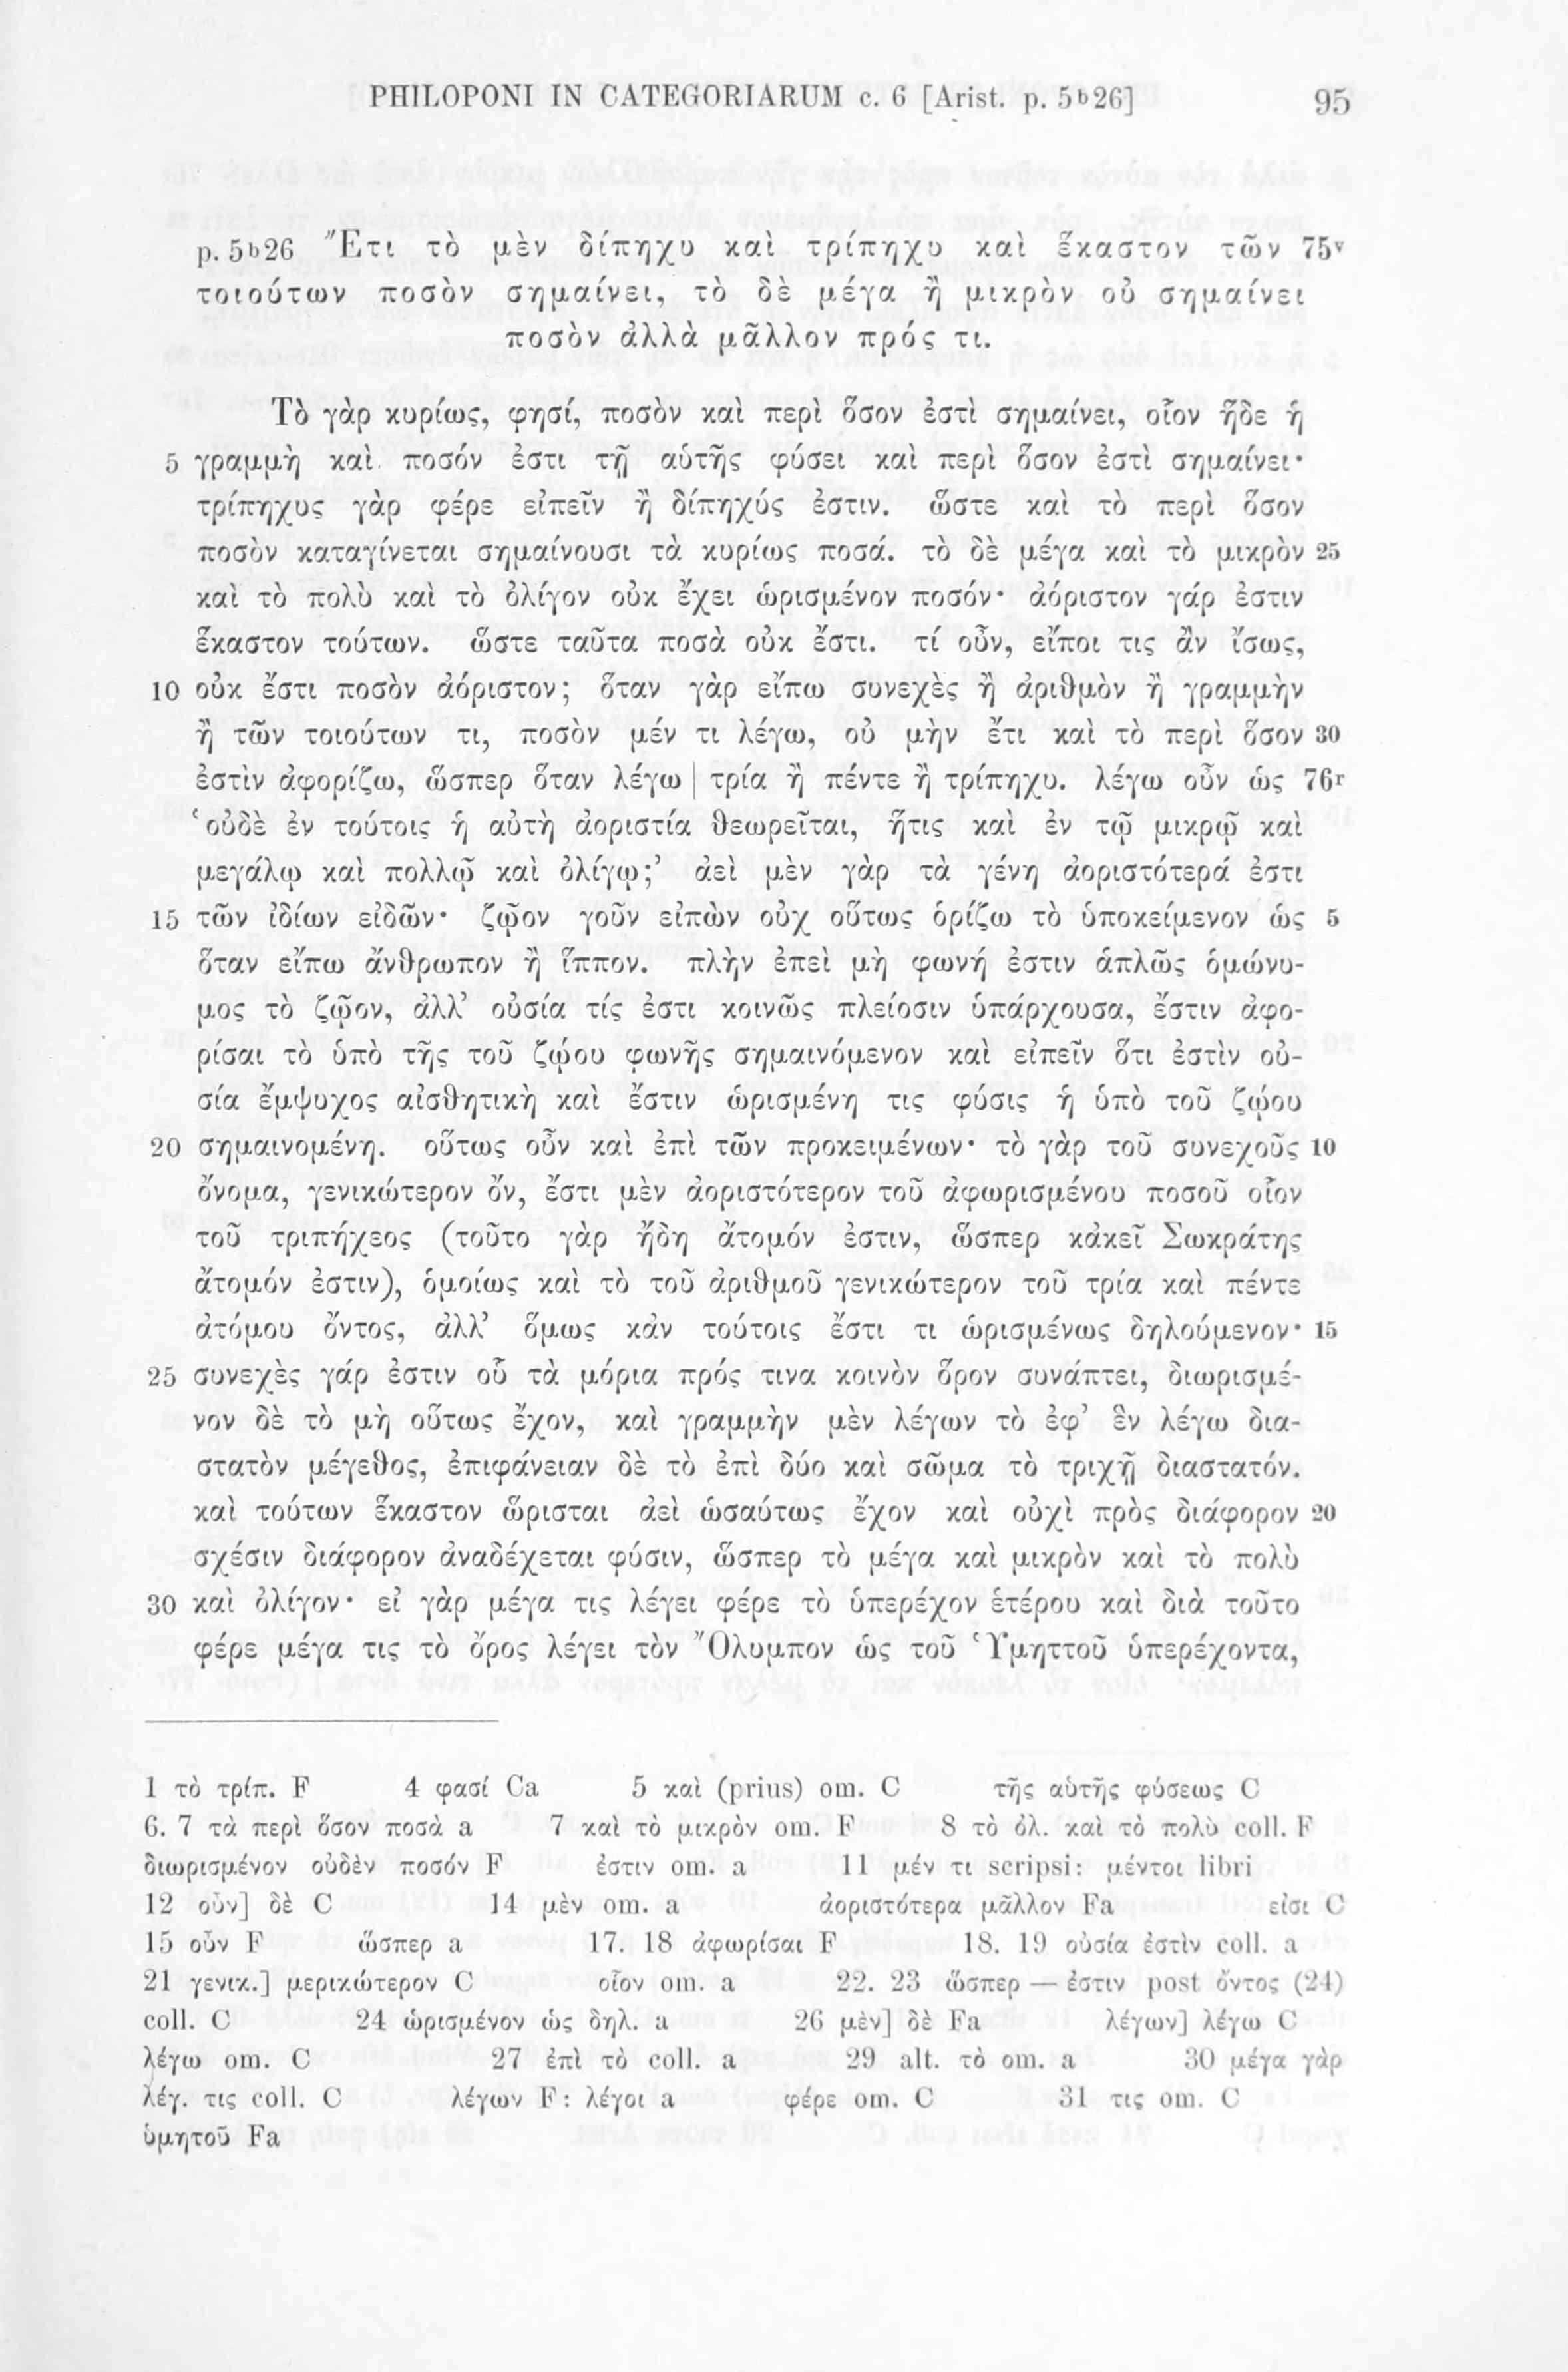 PHILOPONI IN CATEGORIARUM c. 6 [Arist. p. 5b26] 95
p. 5b26 Ἔτι τὸ μὲν δίπηχυ καὶ τρίπηχυ καὶ ἕκαστον τῶν 75v
τοιούτων ποσὸν σημαίνει, τὸ δὲ μέγα ἢ μικρὸν οὐ σημαίνει
ποσὸν ἀλλὰ μᾶλλον πρός τι.
Τὸ γὰρ κυρίως, φησί, ποσὸν καὶ περὶ ὅσον ἐστὶ σημαίνει, οἷον ἥδε ἡ
5 γραμμὴ καὶ ποσόν ἐστι τῇ αὑτῆς φύσει καὶ περὶ ὅσον ἐστὶ σημαίνει·
τρίπηχυς γὰρ φέρε εἰπεῖν ἢ δίπηχύς ἐστιν. ὥστε καὶ τὸ περὶ ὅσον
ποσὸν καταγίνεται σημαίνουσι τὰ κυρίως ποσά. τὸ δὲ μέγα καὶ τὸ μικρὸν 25
καὶ τὸ πολὺ καὶ τὸ ὀλίγον οὐκ ἔχει ὡρισμένον ποσόν· ἀόριστον γάρ ἐστιν
ἕκαστον τούτων. ὥστε ταῦτα ποσὰ οὐκ ἔστι. τί οὖν, εἴποι τις ἂν ἴσως,
10 οὐκ ἔστι ποσὸν ἀόριστον; ὅταν γὰρ εἴπω συνεχὲς ἢ ἀριθμὸν ἢ γραμμὴν
ἢ τῶν τοιούτων τι, ποσὸν μέν τι λέγω, οὐ μὴν ἔτι καὶ τὸ περὶ ὅσον 30
ἐστὶν ἀφορίζω, ὥσπερ ὅταν λέγω | τρία ἢ πέντε ἢ τρίπηχυ. λέγω οὖν ὡς 76r
‘οὐδὲ ἐν τούτοις ἡ αὐτὴ ἀοριστία θεωρεῖται, ἥτις καὶ ἐν τῷ μικρῷ καὶ
μεγάλῳ καὶ πολλῷ καὶ ὀλίγῳ;’ ἀεὶ μὲν γὰρ τὰ γένη ἀοριστότερά ἐστι
15 τῶν ἰδίων εἰδῶν· ζῷον γοῦν εἰπὼν οὐχ οὕτως ὁρίζω τὸ ὑποκείμενον ὡς 5
ὅταν εἴπω ἄνθρωπον ἢ ἵππον. πλὴν ἐπεὶ μὴ φωνή ἐστιν ἁπλῶς ὁμώνυ-
μος τὸ ζῷον, ἀλλ’ οὐσία τίς ἐστι κοινῶς πλείοσιν ὑπάρχουσα, ἔστιν ἀφο-
ρίσαι τὸ ὑπὸ τῆς τοῦ ζῴου φωνῆς σημαινόμενον καὶ εἰπεῖν ὅτι ἐστὶν οὐ-
σία ἔμψυχος αἰσθητικὴ καὶ ἔστιν ὡρισμένη τις φύσις ἡ ὑπὸ τοῦ ζῴου
20 σημαινομένη. οὕτως οὖν καὶ ἐπὶ τῶν προκειμένων· τὸ γὰρ τοῦ συνεχοῦς 10
ὄνομα, γενικώτερον ὄν, ἔστι μὲν ἀοριστότερον τοῦ ἀφωρισμένου ποσοῦ οἷον
τοῦ τριπήχεος (τοῦτο γὰρ ἤδη ἄτομόν ἐστιν, ὥσπερ κἀκεῖ Σωκράτης
ἄτομόν ἐστιν), ὁμοίως καὶ τὸ τοῦ ἀριθμοῦ γενικώτερον τοῦ τρία καὶ πέντε
ἀτόμου ὄντος, ἀλλ’ ὅμως κἀν τούτοις ἔστι τι ὡρισμένως δηλούμενον· 15
25 συνεχὲς γάρ ἐστιν οὗ τὰ μόρια πρός τινα κοινὸν ὅρον συνάπτει, διωρισμέ-
νον δὲ τὸ μὴ οὕτως ἔχον, καὶ γραμμὴν μὲν λέγων τὸ ἐφ’ ἓν λέγω δια-
στατὸν μέγεθος, ἐπιφάνειαν δὲ τὸ ἐπὶ δύο καὶ σῶμα τὸ τριχῇ διαστατόν.
καὶ τούτων ἕκαστον ὥρισται ἀεὶ ὡσαύτως ἔχον καὶ οὐχὶ πρὸς διάφορον 20
σχέσιν διάφορον ἀναδέχεται φύσιν, ὥσπερ τὸ μέγα καὶ μικρὸν καὶ τὸ πολὺ
30 καὶ ὀλίγον· εἰ γὰρ μέγα τις λέγει φέρε τὸ ὑπερέχον ἑτέρου καὶ διὰ τοῦτο
φέρε μέγα τις τὸ ὄρος λέγει τὸν Ὄλυμπον ὡς τοῦ Ὑμηττοῦ ὑπερέχοντα,
1 τὸ τρίπ. F 4 φασί Ca 5 καὶ (prius) om. C τῆς αὑτῆς φύσεως C
6. 7 τὰ περὶ ὅσον ποσὰ a 7 καὶ τὸ μικρὸν om. F 8 τὸ ὀλ. καὶ τὸ πολὺ coll. F
διωρισμένον οὐδὲν ποσόν F ἐστιν om. a 11 μέν τι scripsi: μέντοι libri
12 οὖν] δὲ C 14 μὲν om. a ἀοριστότερα μᾶλλον Fa εἰσι C
15 οὖν F ὥσπερ a 17. 18 ἀφωρίσαι F 18. 19 οὐσία ἐστὶν coll. a
21 γενικ.] μερικώτερον C οἷον om. a 22. 23 ὥσπερ — ἐστιν post ὄντος (24)
coll. C 24 ὡρισμένον ὡς δηλ. a 26 μὲν] δὲ Fa λέγων] λέγω C
λέγω om. C 27 ἐπὶ τὸ coll. a 29 alt. τὸ om. a 30 μέγα γὰρ
λέγ. τις coll. C λέγων F: λέγοι a φέρε om. C 31 τις om. C
ὑμητοῦ Fa